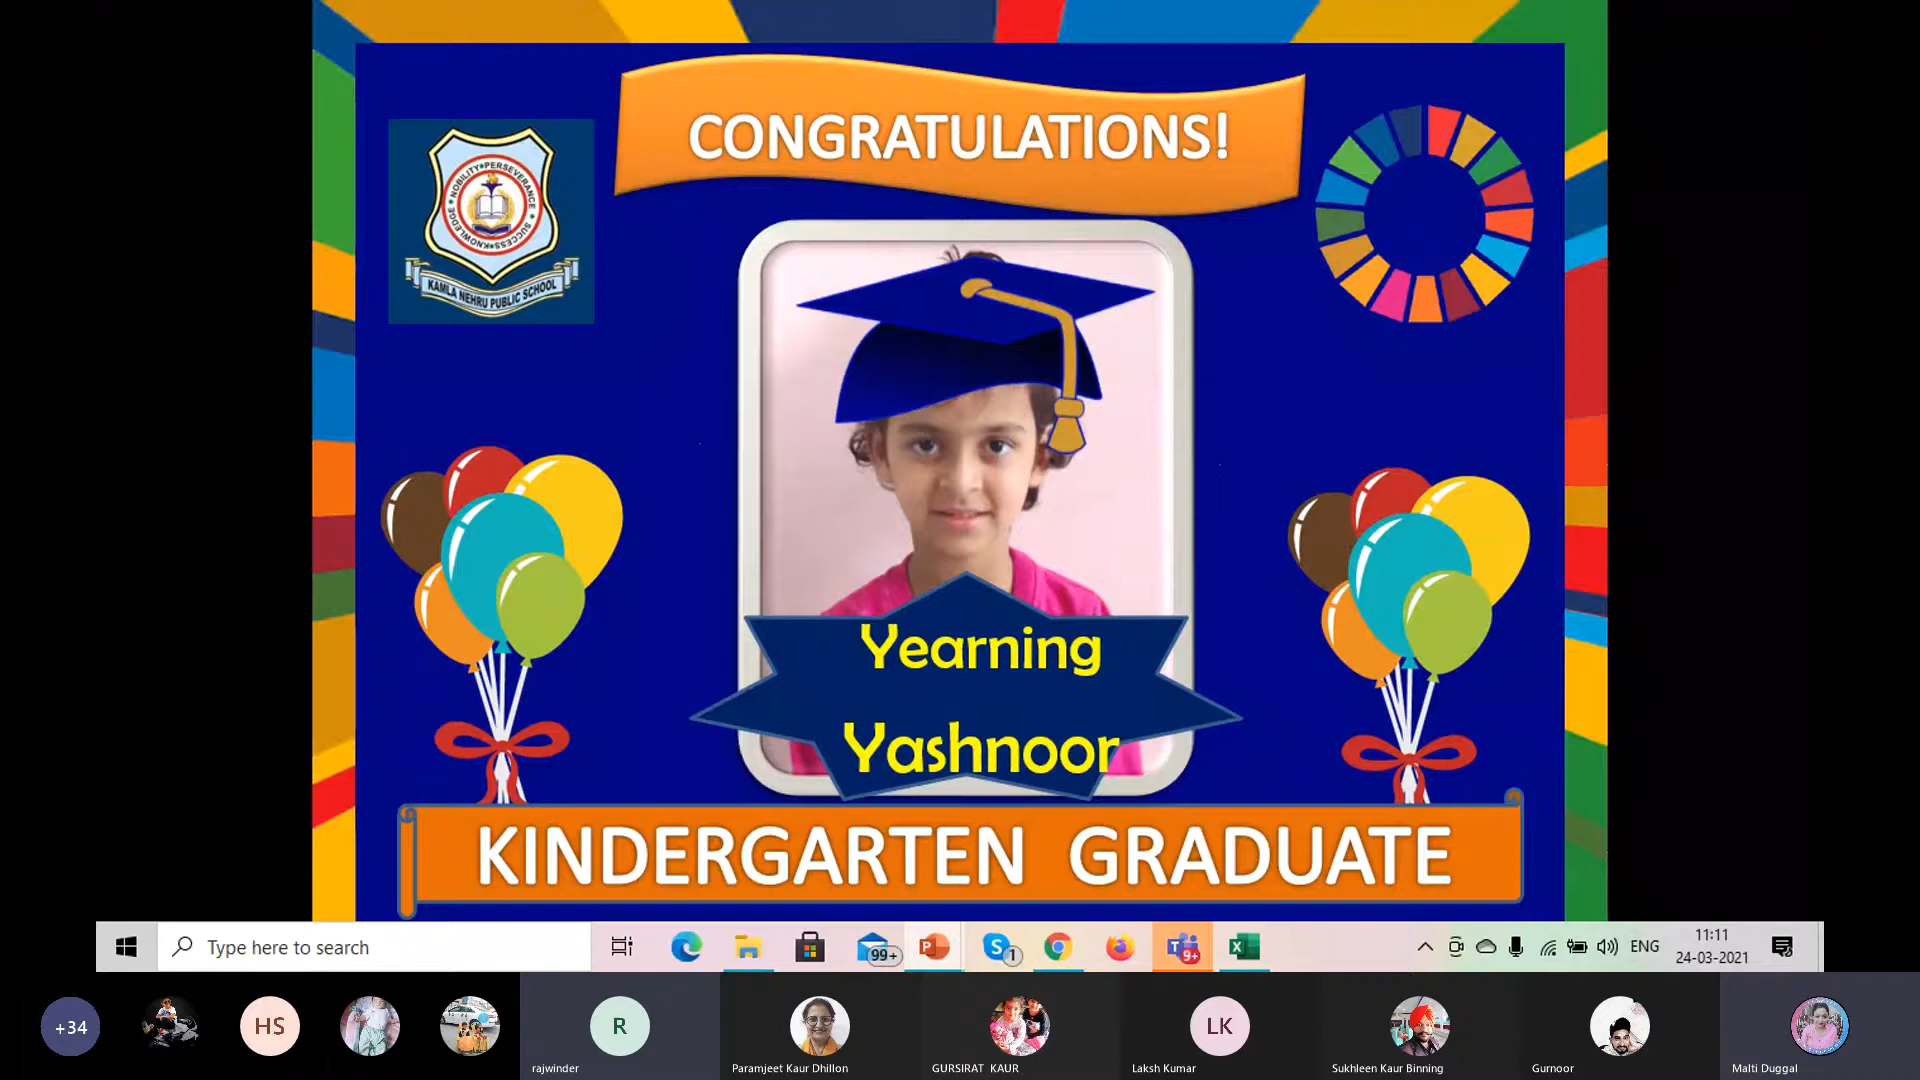 CONGRATULATIONS!
NOBILITY•PERSEVERANCE•SUCCESS•KNOWLEDGE•
KAMLA NEHRU PUBLIC SCHOOL
Yearning
Yashnoor
KINDERGARTEN GRADUATE
Type here to search
99+
1
9+
ENG
11:11
24-03-2021
+34
HS
R
LK
rajwinder
Paramjeet Kaur Dhillon
GURSIRAT KAUR
Laksh Kumar
Sukhleen Kaur Binning
Gurnoor
Malti Duggal